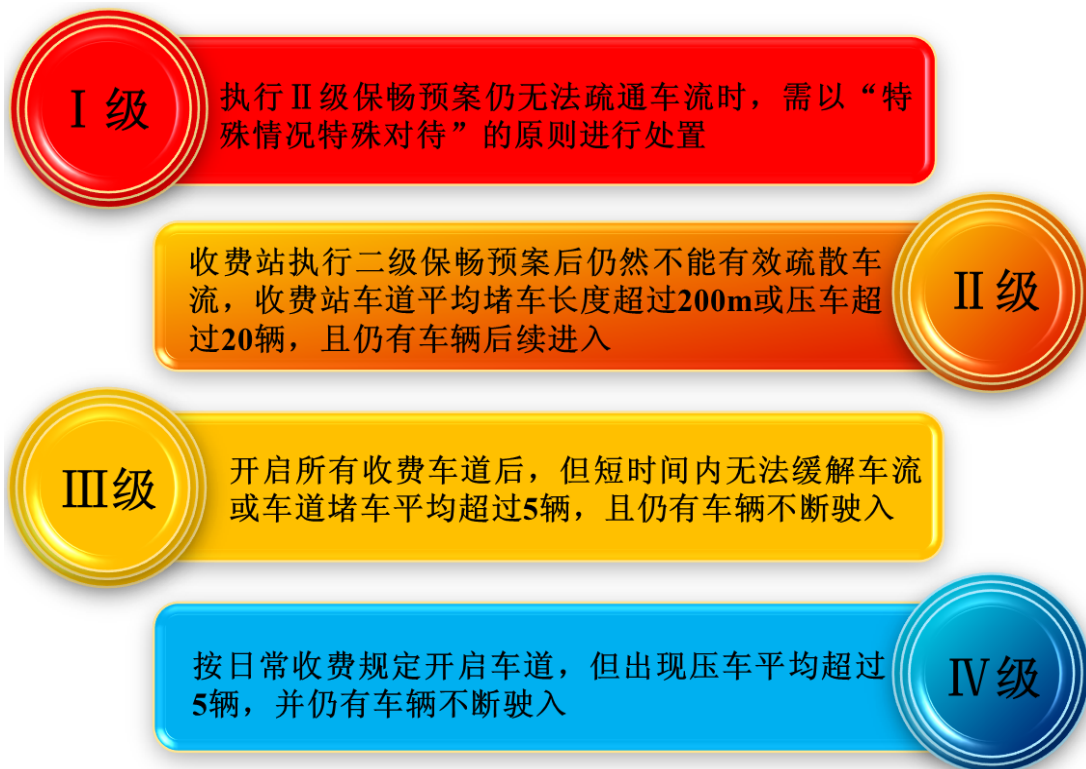 Ⅰ级
执行Ⅱ级保畅预案仍无法疏通车流时，需以“特
殊情况特殊对待”的原则进行处置
收费站执行二级保畅预案后仍然不能有效疏散车
流，收费站车道平均堵车长度超过200m或压车超
过20辆，且仍有车辆后续进入
Ⅱ级
Ⅲ级
开启所有收费车道后，但短时间内无法缓解车流
或车道堵车平均超过5辆，且仍有车辆不断驶入
按日常收费规定开启车道，但出现压车平均超过
5辆，并仍有车辆不断驶入
Ⅳ级